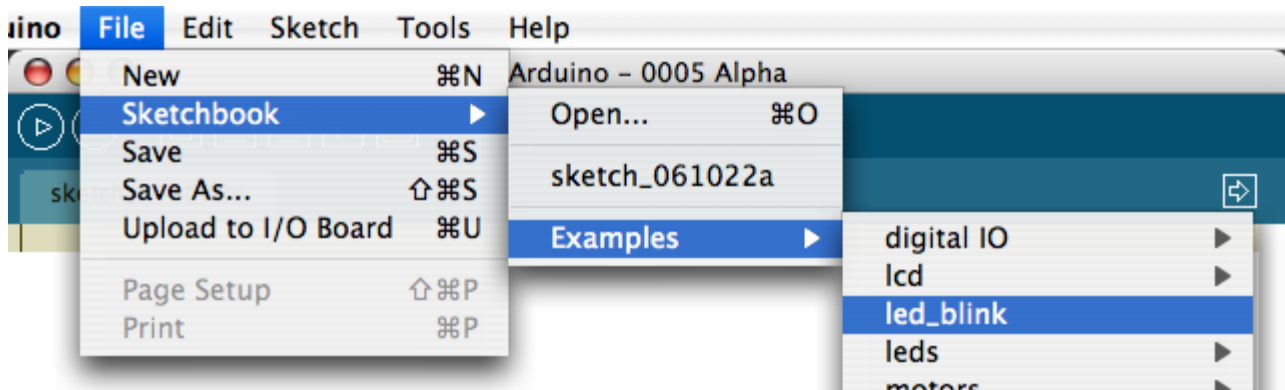 File Edit Sketch Tools Help
Arduino – 0005 Alpha
New ⌘N
Sketchbook
Save ⌘S
Save As... ⇧⌘S
Upload to I/O Board ⌘U
Page Setup ⇧⌘P
Print ⌘P
Open... ⌘O
sketch_061022a
Examples
digital IO
lcd
led_blink
leds
motors